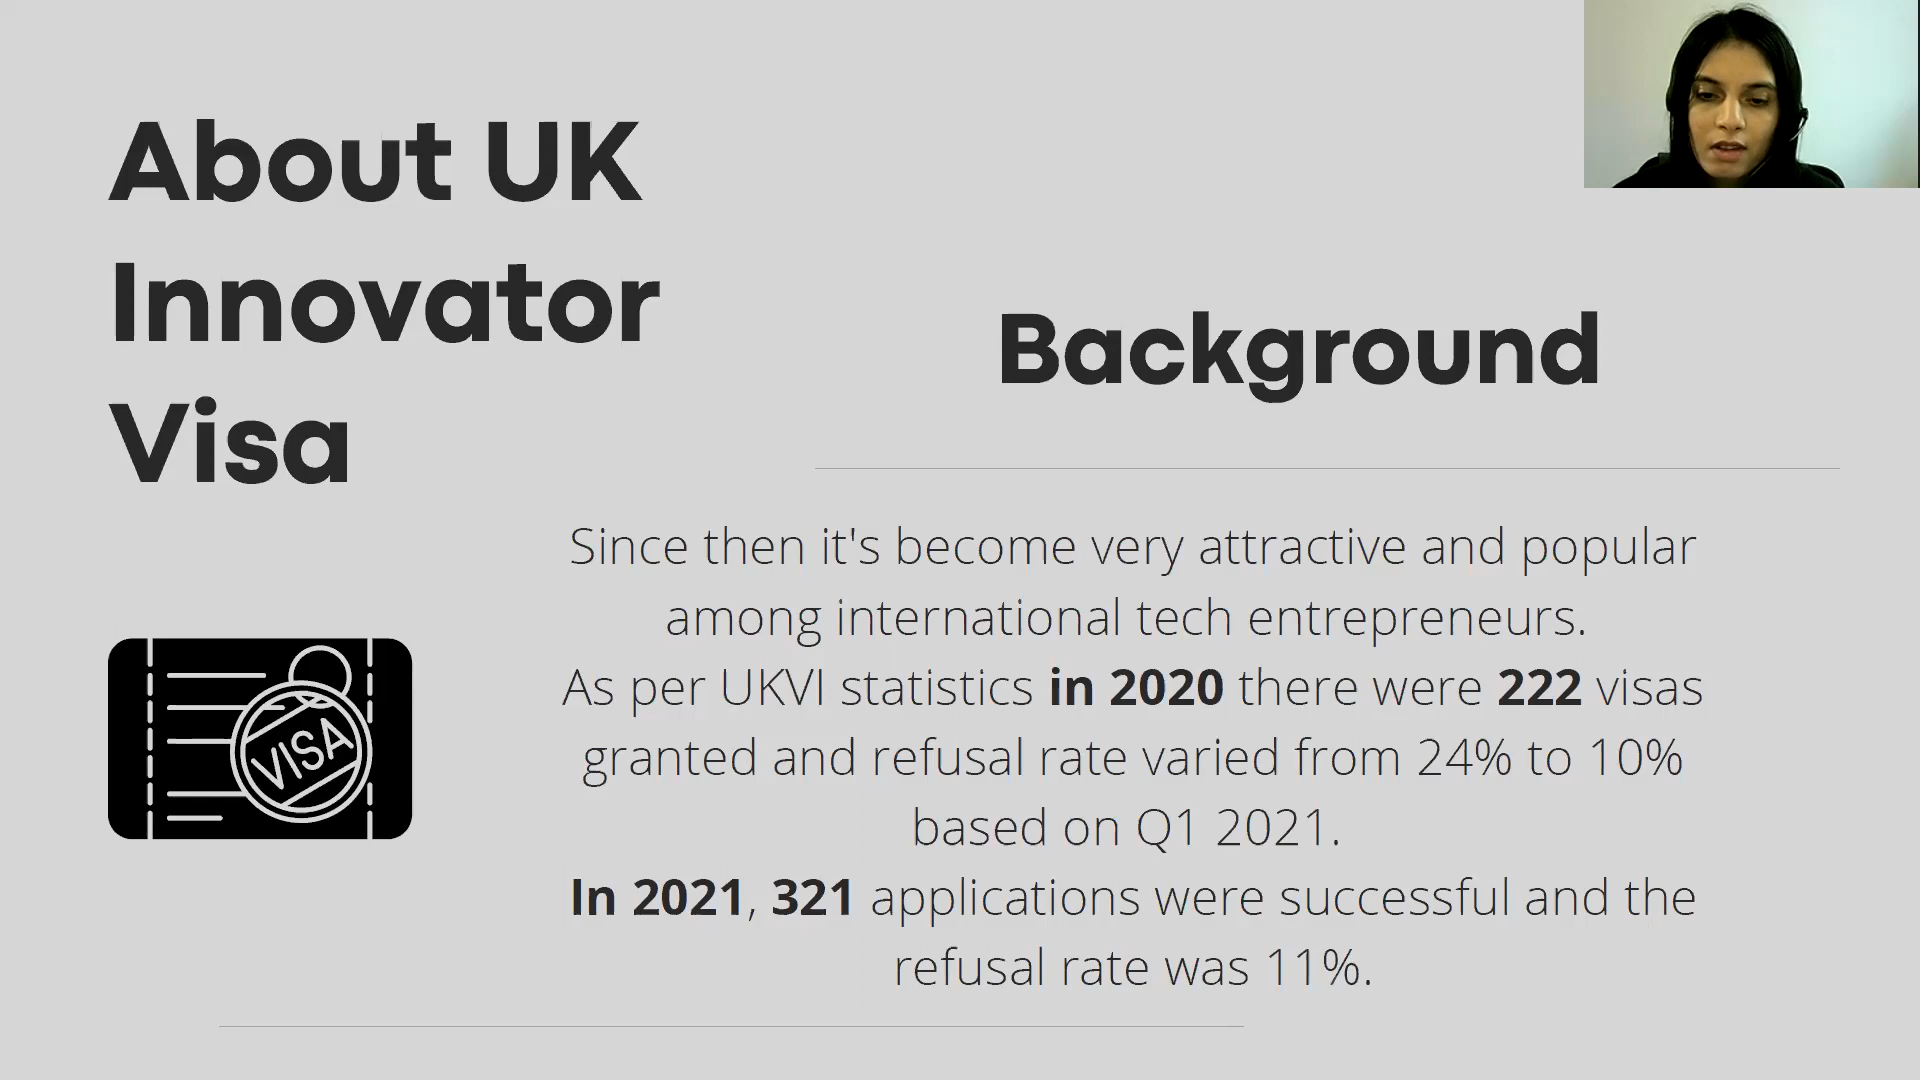 About UK
Innovator
Visa
Background
Since then it's become very attractive and popular
among international tech entrepreneurs.
As per UKVI statistics in 2020 there were 222 visas
granted and refusal rate varied from 24% to 10%
based on Q1 2021.
In 2021, 321 applications were successful and the
refusal rate was 11%.
VISA